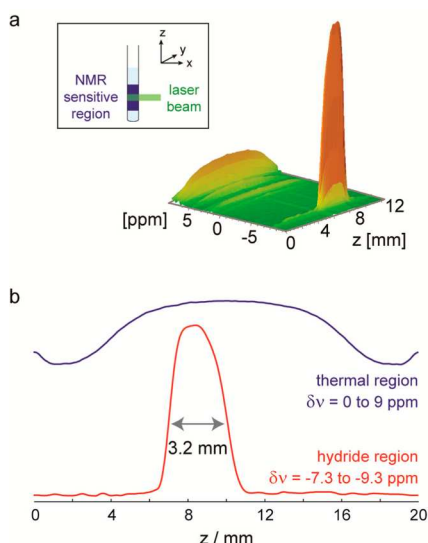 a
z
y
x
NMR
sensitive
region
laser
beam
[ppm]
5
0
-5
0
4
8
12
z [mm]
b
thermal region
δν = 0 to 9 ppm
3.2 mm
hydride region
δν = -7.3 to -9.3 ppm
0 4 8 12 16 20
z / mm